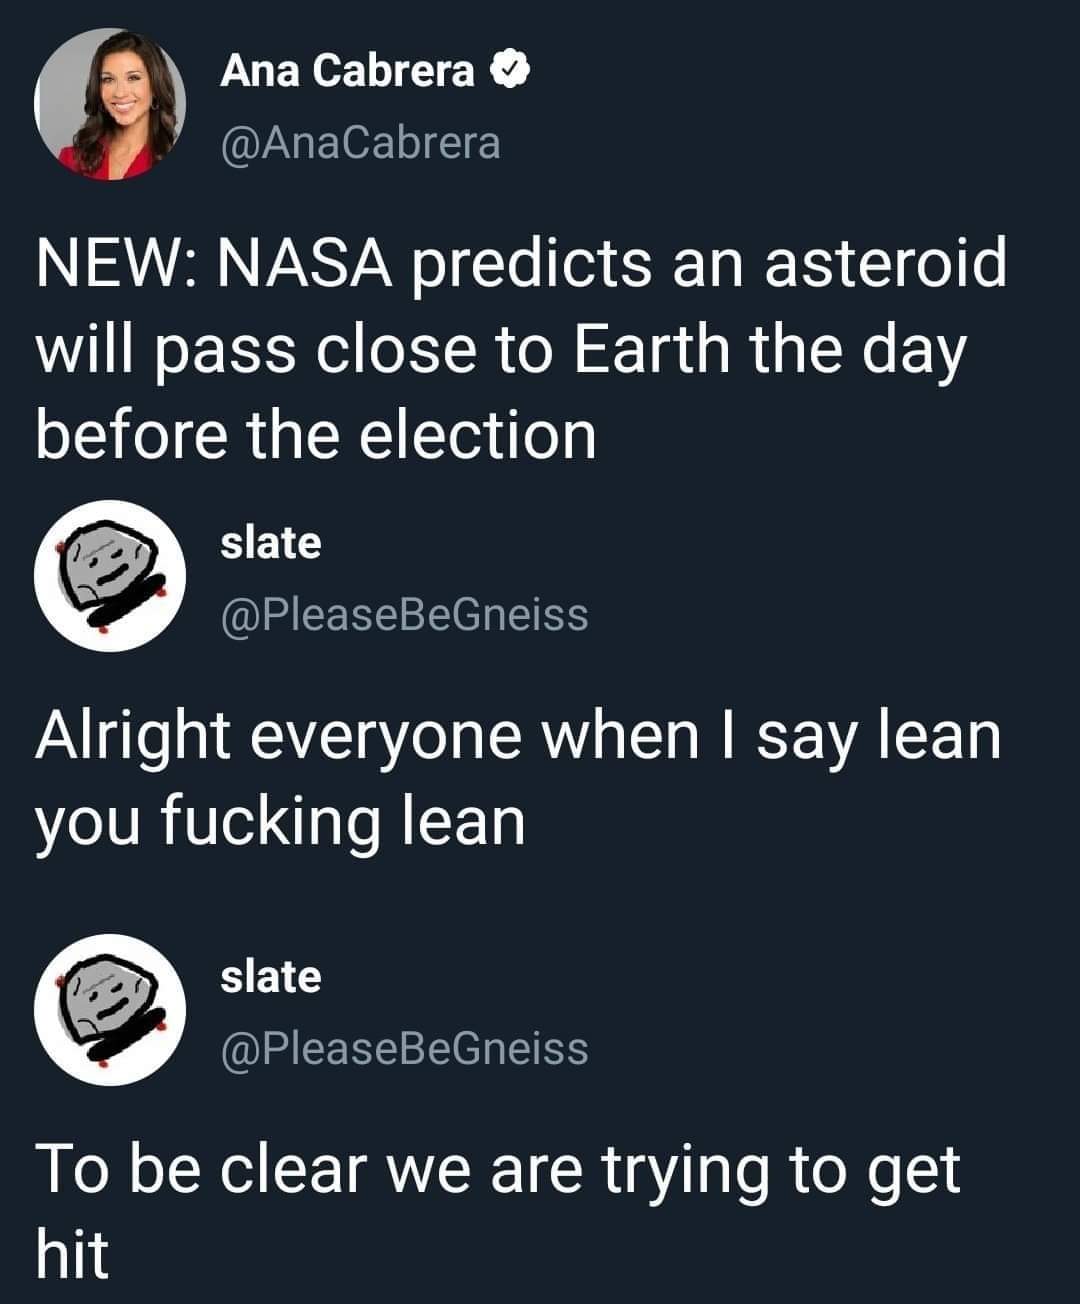 Ana Cabrera
@AnaCabrera
NEW: NASA predicts an asteroid
will pass close to Earth the day
before the election
slate
@PleaseBeGneiss
Alright everyone when I say lean
you fucking lean
slate
@PleaseBeGneiss
To be clear we are trying to get
hit